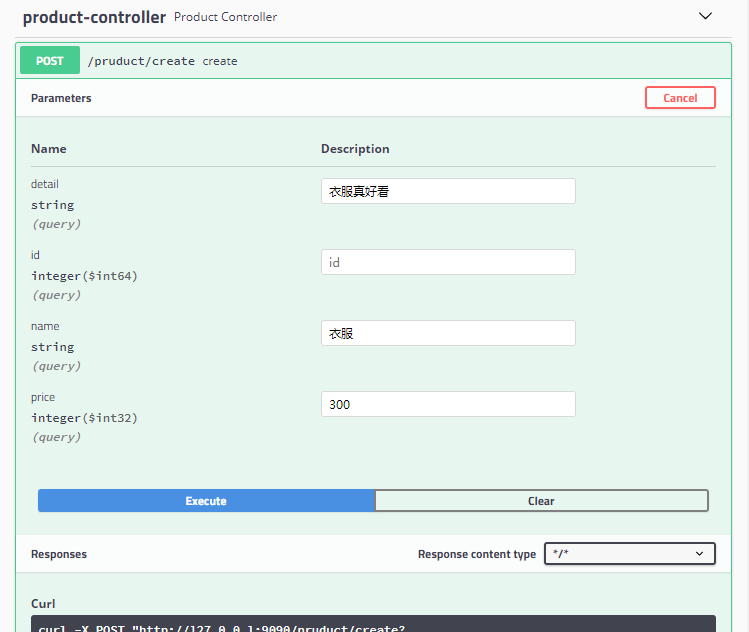 product-controller Product Controller
POST /pruduct/create create
Parameters Cancel
Name Description
detail 衣服真好看
string
(query)
id id
integer($int64)
(query)
name 衣服
string
(query)
price 300
integer($int32)
(query)
Execute Clear
Responses Response content type */*
Curl
curl -X POST "http://127.0.0.1:9090/pruduct/create?